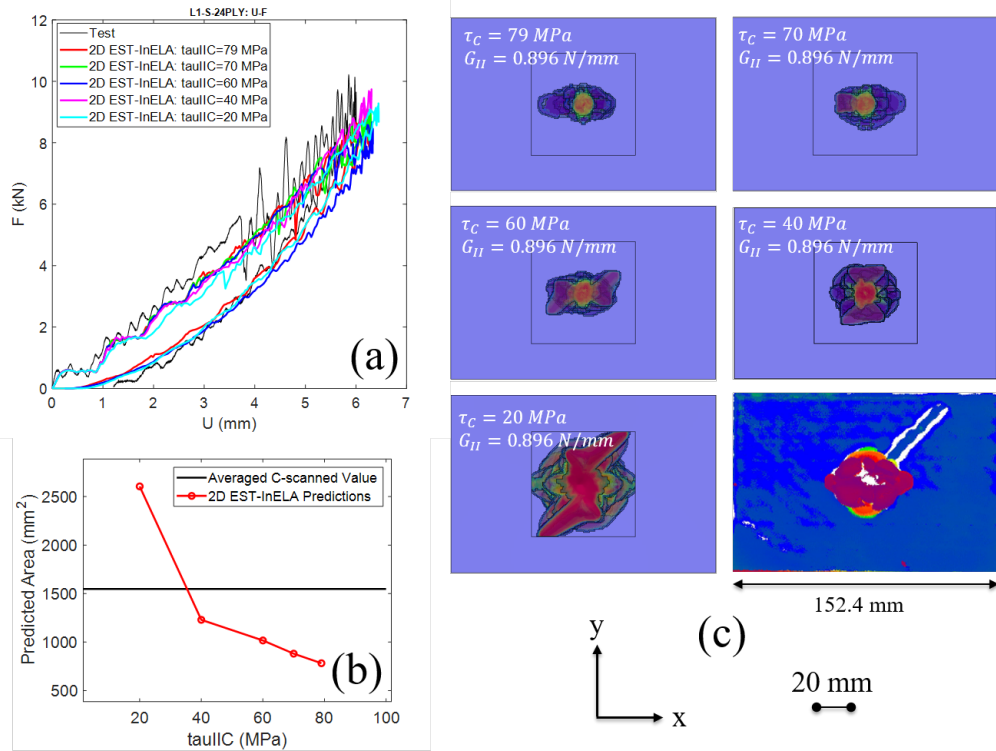 L1-S-24PLY: U-F
F (kN)
12
10
8
6
4
2
0
Test
2D EST-InELA: tauIIC=79 MPa
2D EST-InELA: tauIIC=70 MPa
2D EST-InELA: tauIIC=60 MPa
2D EST-InELA: tauIIC=40 MPa
2D EST-InELA: tauIIC=20 MPa
(a)
0 1 2 3 4 5 6 7
U (mm)
Predicted Area (mm²)
2500
2000
1500
1000
500
Averaged C-scanned Value
2D EST-InELA Predictions
(b)
20 40 60 80 100
tauIIC (MPa)
τ_C = 79 MPa
G_II = 0.896 N/mm
τ_C = 70 MPa
G_II = 0.896 N/mm
τ_C = 60 MPa
G_II = 0.896 N/mm
τ_C = 40 MPa
G_II = 0.896 N/mm
τ_C = 20 MPa
G_II = 0.896 N/mm
152.4 mm
(c)
y
x
20 mm